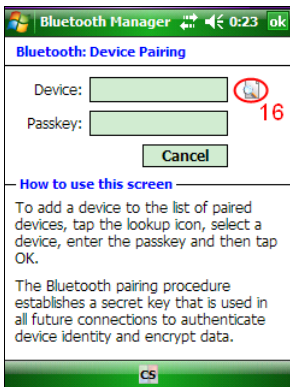 Bluetooth Manager 0:23 ok
Bluetooth: Device Pairing
Device:
16
Passkey:
Cancel
How to use this screen
To add a device to the list of paired
devices, tap the lookup icon, select a
device, enter the passkey and then tap
OK.
The Bluetooth pairing procedure
establishes a secret key that is used in
all future connections to authenticate
device identity and encrypt data.
CS